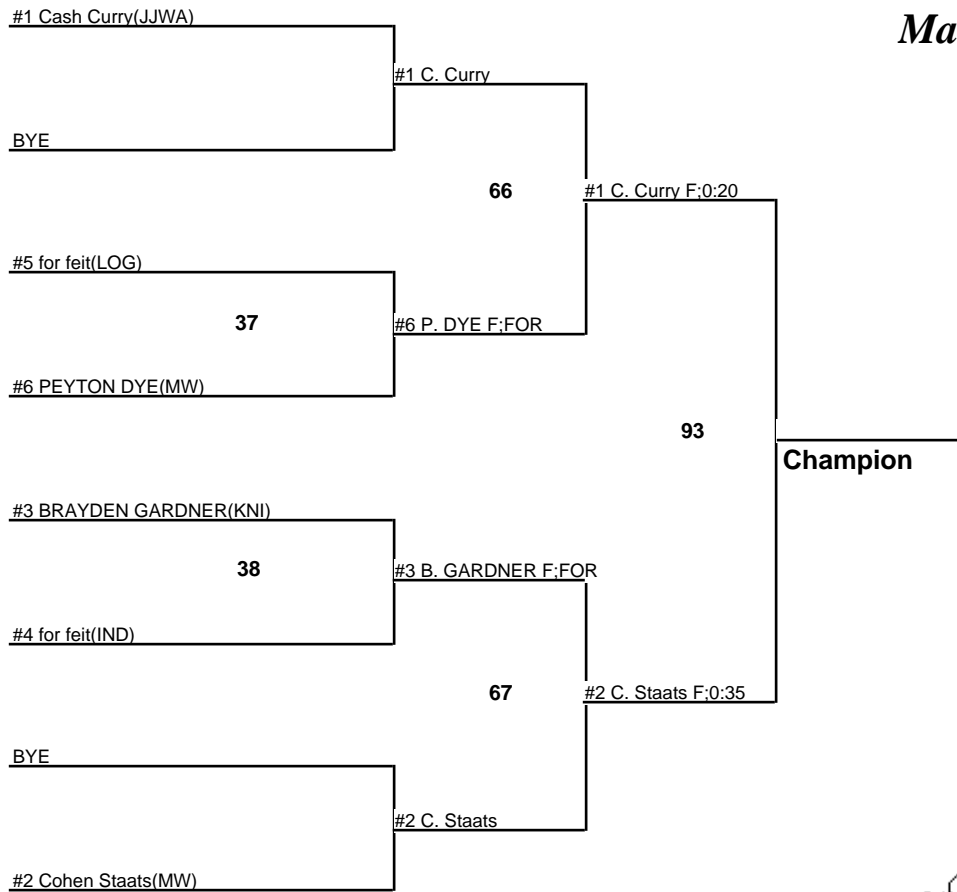 #1 Cash Curry(JJWA)
Ma
#1 C. Curry
BYE
66
#1 C. Curry F;0:20
#5 for feit(LOG)
37
#6 P. DYE F;FOR
#6 PEYTON DYE(MW)
93
Champion
#3 BRAYDEN GARDNER(KNI)
38
#3 B. GARDNER F;FOR
#4 for feit(IND)
67
#2 C. Staats F;0:35
BYE
#2 C. Staats
#2 Cohen Staats(MW)